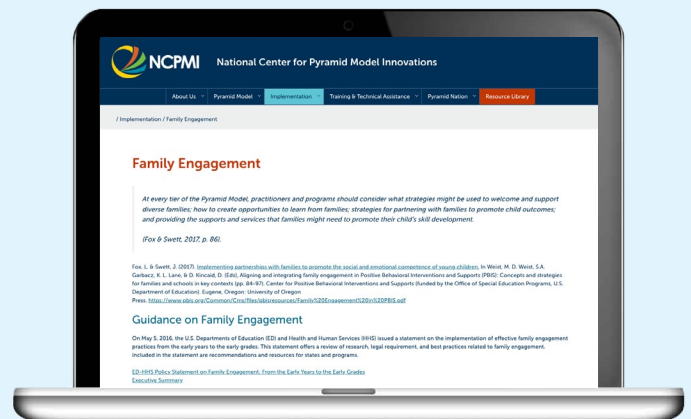 NCPMI National Center for Pyramid Model Innovations
About Us Pyramid Model Implementation Training & Technical Assistance Pyramid Nation Resource Library
/ Implementation / Family Engagement
Family Engagement
At every tier of the Pyramid Model, practitioners and programs should consider what strategies might be used to welcome and support
diverse families; how to create opportunities to learn from families; strategies for partnering with families to promote child outcomes;
and providing the supports and services that families might need to promote their child's skill development.
(Fox & Swett, 2017, p. 86).
Fox, L. & Swett, J. (2017). Implementing partnerships with families to promote the social and emotional competence of young children. In Weist, M. D. Weist, S.A.
Garbacz, K. L. Lane, & D. Kincaid, D. (Eds), Aligning and integrating family engagement in Positive Behavioral Interventions and Supports (PBIS): Concepts and strategies
for families and schools in key contexts (pp. 84-97). Center for Positive Behavioral Interventions and Supports (funded by the Office of Special Education Programs, U.S.
Department of Education). Eugene, Oregon: University of Oregon
Press. https://www.pbis.org/Common/Cms/files/pbisresources/Family%20Engagement%20in%20PBIS.pdf
Guidance on Family Engagement
On May 5, 2016, the U.S. Departments of Education (ED) and Health and Human Services (HHS) issued a statement on the implementation of effective family engagement
practices from the early years to the early grades. This statement offers a review of research, legal requirement, and best practices related to family engagement.
Included in the statement are recommendations and resources for states and programs.
ED-HHS Policy Statement on Family Engagement, From the Early Years to the Early Grades
Executive Summary